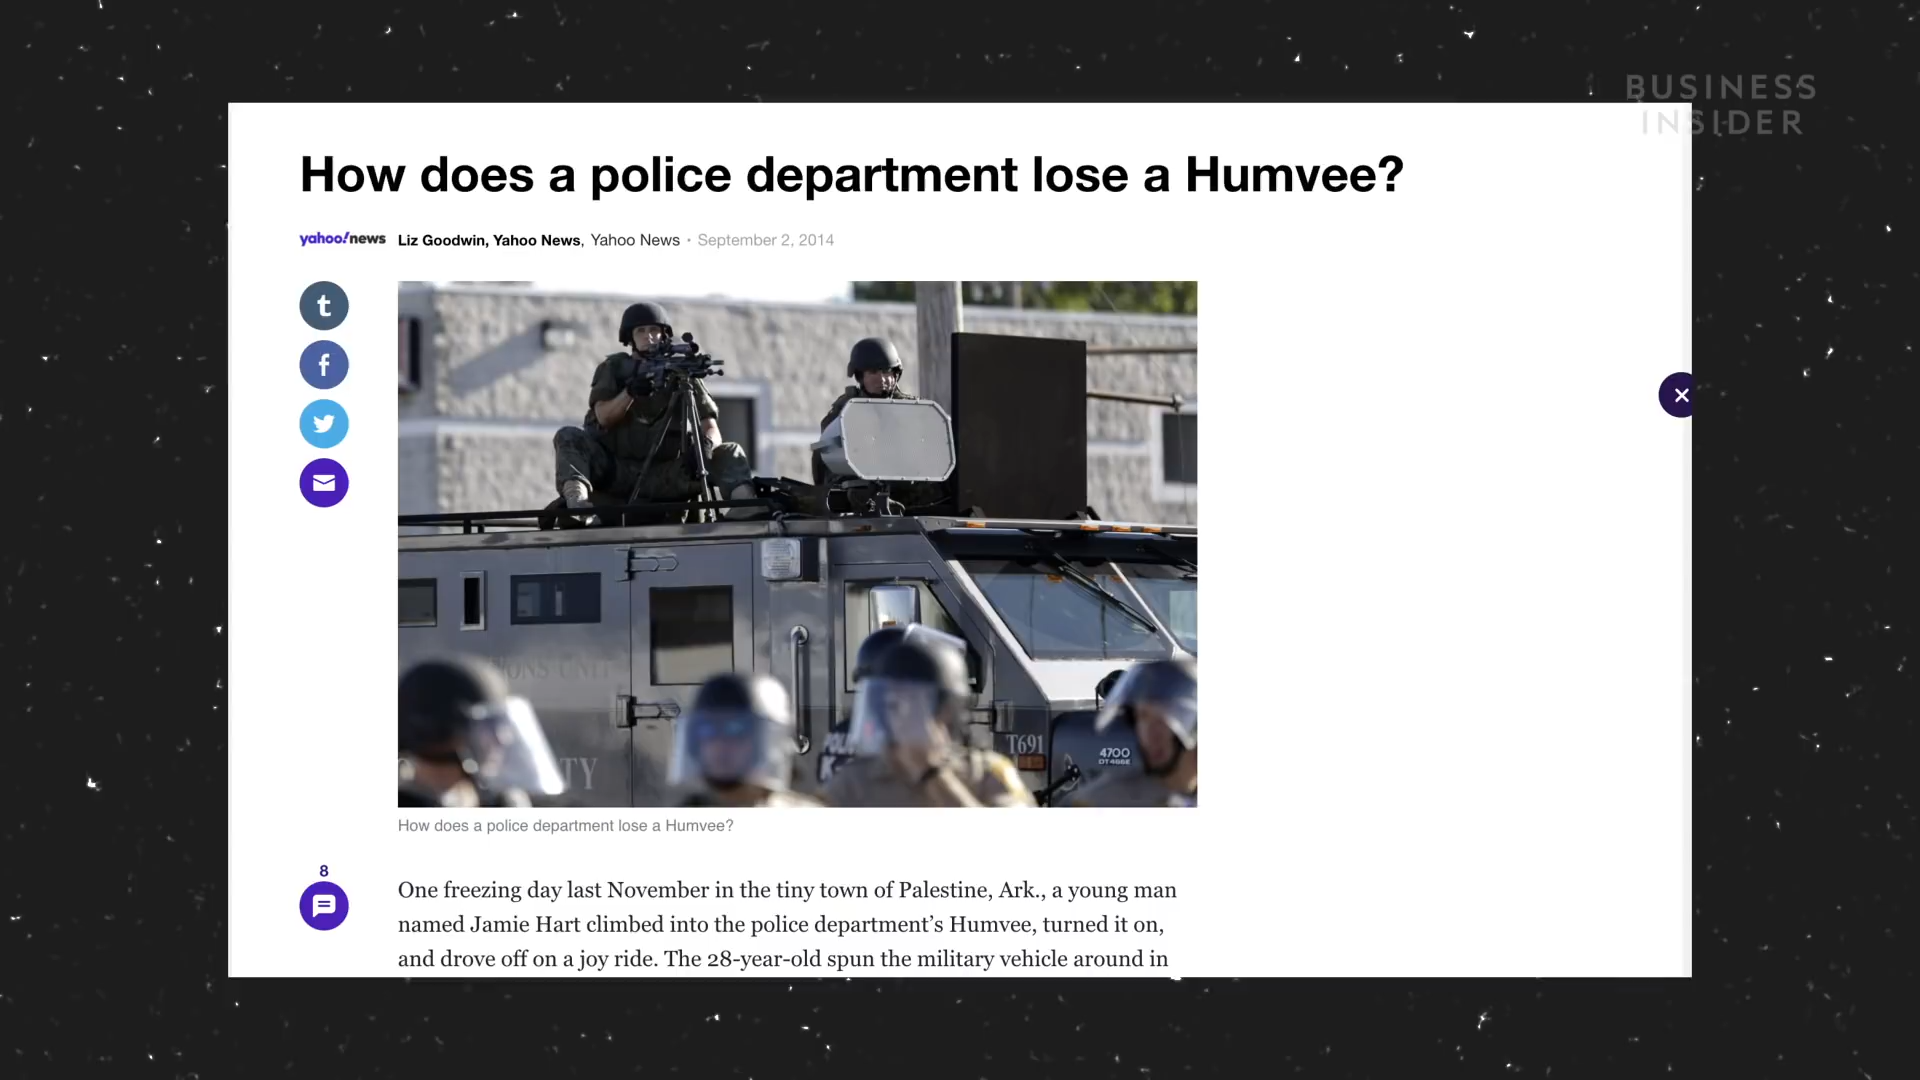 BUSINESS
INSIDER
How does a police department lose a Humvee?
yahoo!news Liz Goodwin, Yahoo News, Yahoo News · September 2, 2014
T691
4700
TY
How does a police department lose a Humvee?
8
One freezing day last November in the tiny town of Palestine, Ark., a young man
named Jamie Hart climbed into the police department’s Humvee, turned it on,
and drove off on a joy ride. The 28-year-old spun the military vehicle around in